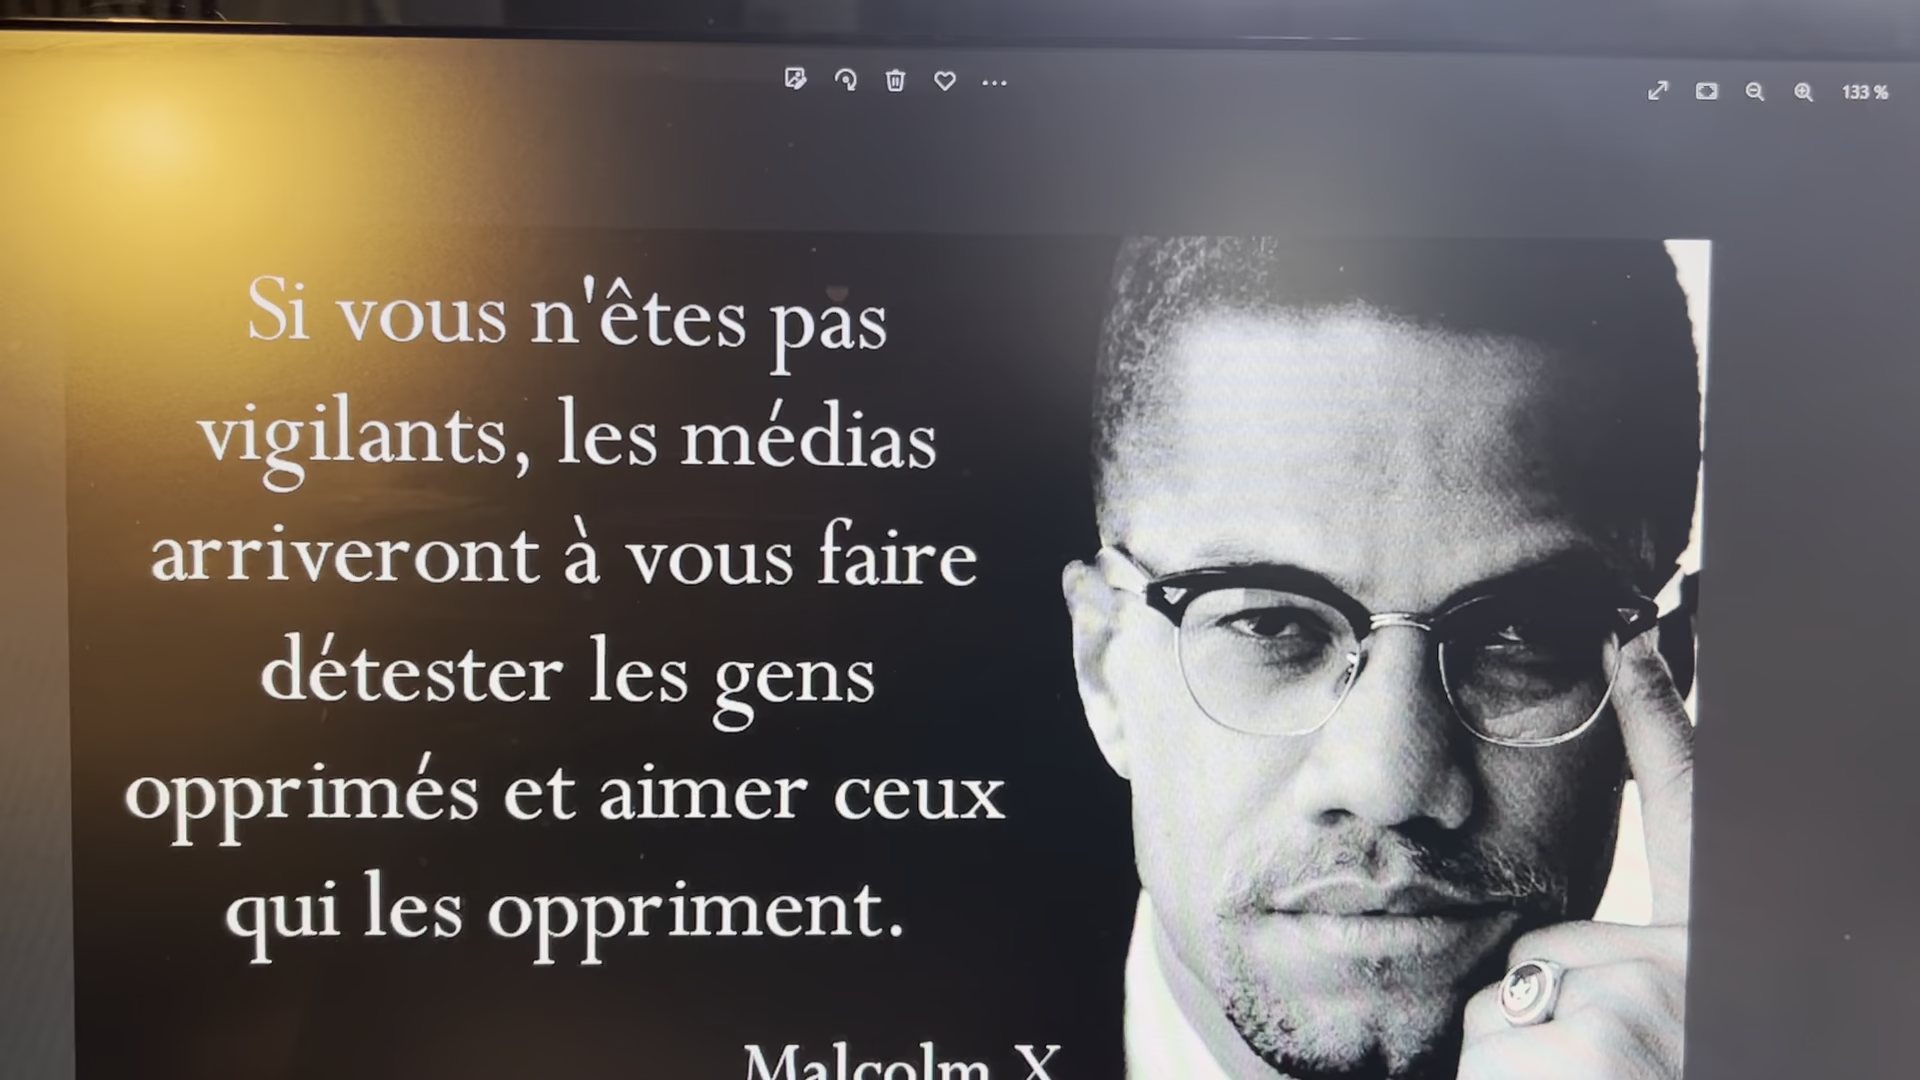 133 %
Si vous n'êtes pas
vigilants, les médias
arriveront à vous faire
détester les gens
opprimés et aimer ceux
qui les oppriment.
Malcolm X